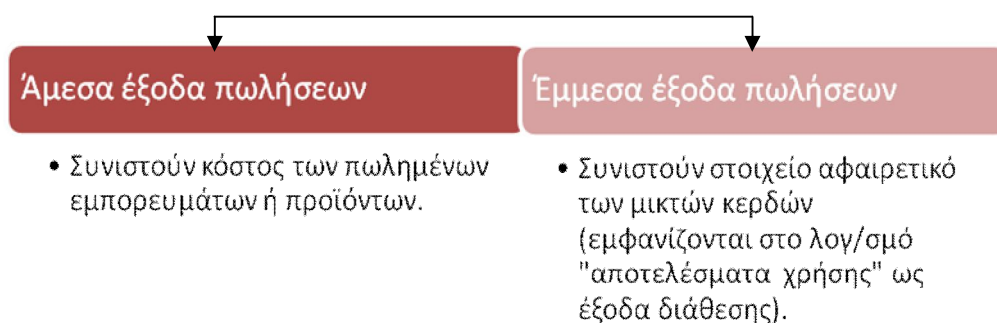 Άμεσα έξοδα πωλήσεων
• Συνιστούν κόστος των πωλημένων
εμπορευμάτων ή προϊόντων.
Έμμεσα έξοδα πωλήσεων
• Συνιστούν στοιχείο αφαιρετικό
των μικτών κερδών
(εμφανίζονται στο λογ/σμό
"αποτελέσματα χρήσης" ως
έξοδα διάθεσης).